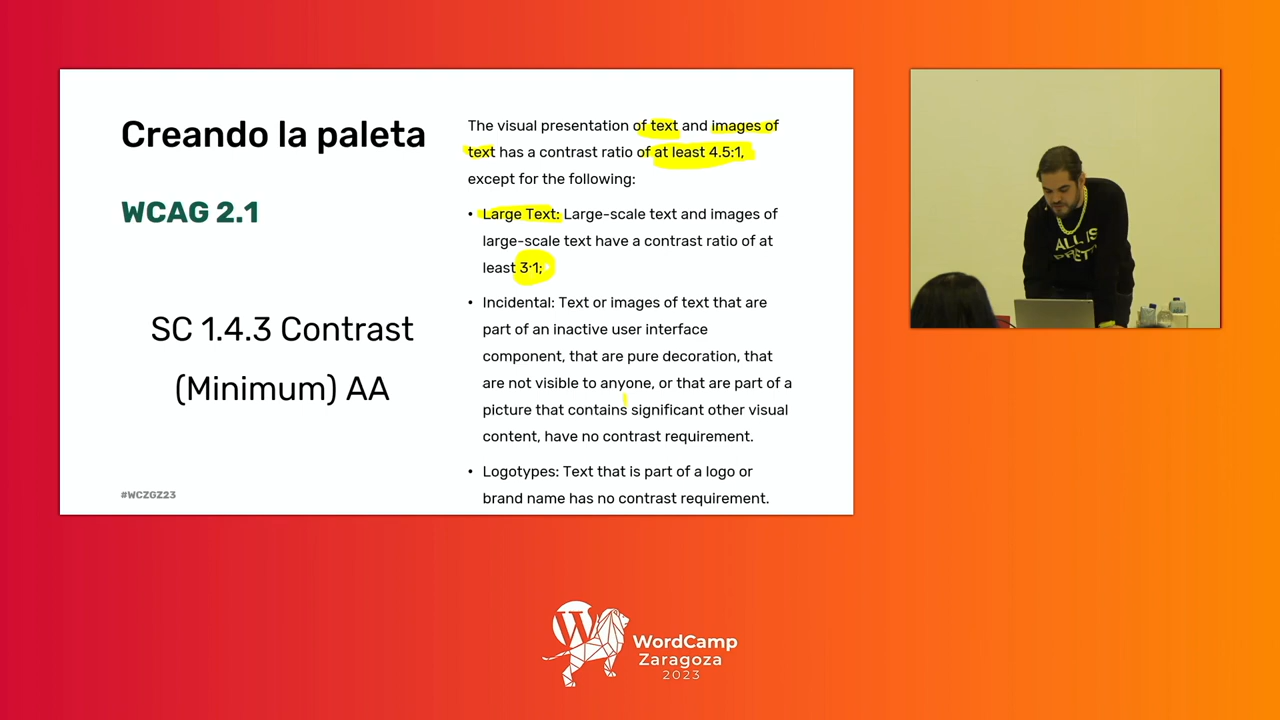 Creando la paleta
WCAG 2.1
SC 1.4.3 Contrast
(Minimum) AA
#WCZGZ23
The visual presentation of text and images of
text has a contrast ratio of at least 4.5:1,
except for the following:
• Large Text: Large-scale text and images of
large-scale text have a contrast ratio of at
least 3:1;
• Incidental: Text or images of text that are
part of an inactive user interface
component, that are pure decoration, that
are not visible to anyone, or that are part of a
picture that contains significant other visual
content, have no contrast requirement.
• Logotypes: Text that is part of a logo or
brand name has no contrast requirement.
ALL IS
PRETTY
W
WordCamp
Zaragoza
2023